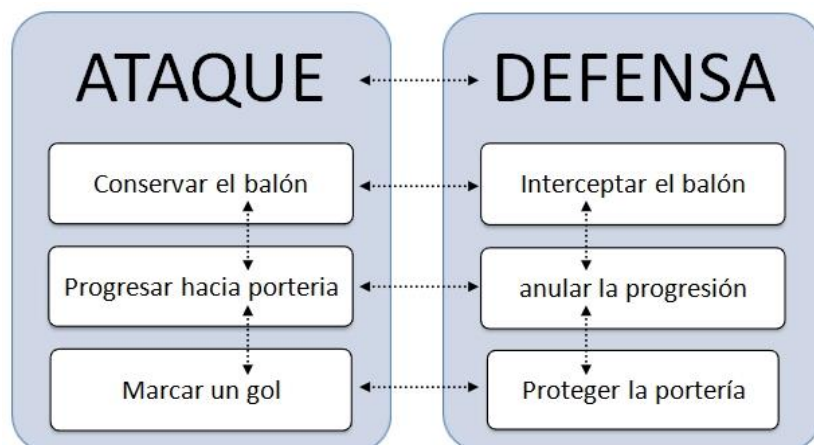 ATAQUE
Conservar el balón
Progresar hacia porteria
Marcar un gol
DEFENSA
Interceptar el balón
anular la progresión
Proteger la portería